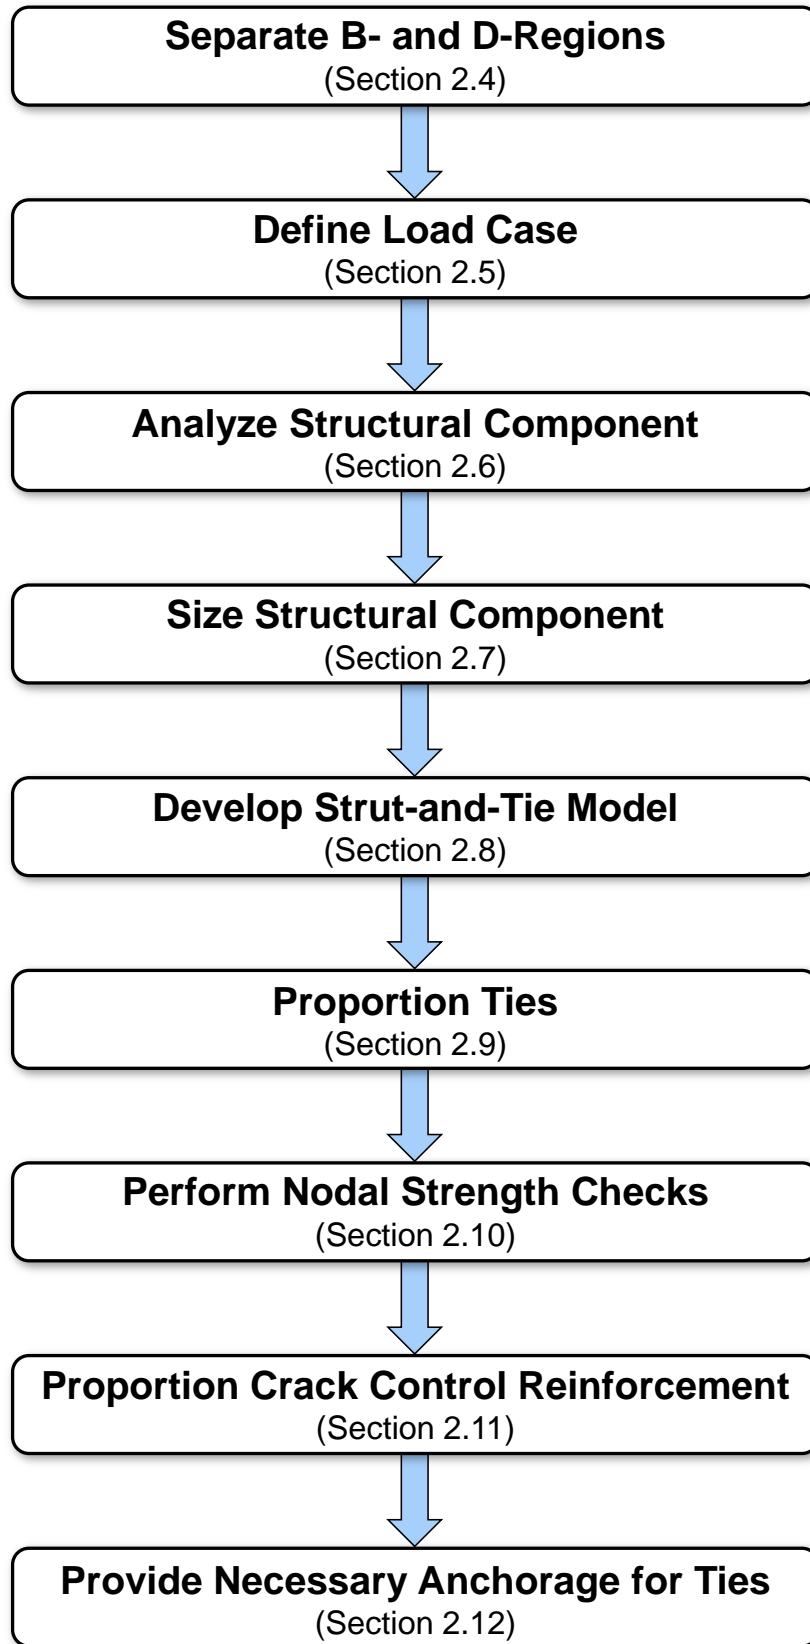 Separate B- and D-Regions
(Section 2.4)
Define Load Case
(Section 2.5)
Analyze Structural Component
(Section 2.6)
Size Structural Component
(Section 2.7)
Develop Strut-and-Tie Model
(Section 2.8)
Proportion Ties
(Section 2.9)
Perform Nodal Strength Checks
(Section 2.10)
Proportion Crack Control Reinforcement
(Section 2.11)
Provide Necessary Anchorage for Ties
(Section 2.12)